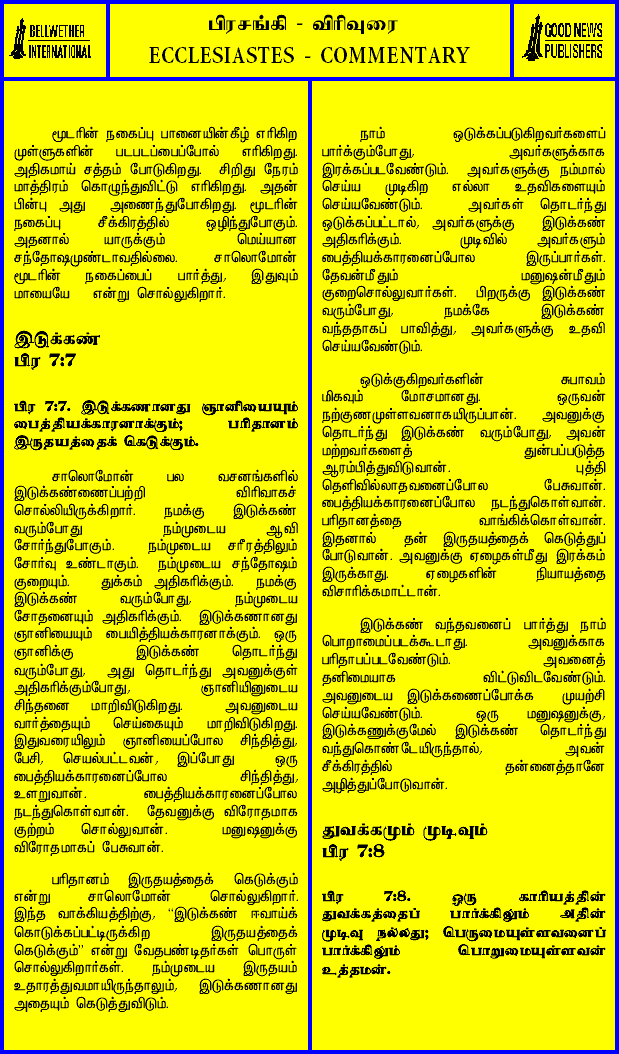 BELLWETHER
INTERNATIONAL
பிரசங்கி - விரிவுரை
ECCLESIASTES - COMMENTARY
GOOD NEWS
PUBLISHERS
மூடரின் நகைப்பு பானையின்கீழ் எரிகிற
முள்ளுகளின் படபடப்பைப்போல் எரிகிறது.
அதிகமாய் சத்தம் போடுகிறது. சிறிது நேரம்
மாத்திரம் கொழுந்துவிட்டு எரிகிறது. அதன்
பின்பு அது அணைந்துபோகிறது. மூடரின்
நகைப்பு சீக்கிரத்தில் ஒழிந்துபோகும்.
அதனால் யாருக்கும் மெய்யான
சந்தோஷமுண்டாவதில்லை. சாலொமோன்
மூடரின் நகைப்பைப் பார்த்து, இதுவும்
மாயையே என்று சொல்லுகிறார்.
இடுக்கண்
பிர 7:7
பிர 7:7. இடுக்கணானது ஞானியையும்
பைத்தியக்காரனாக்கும்; பரிதானம்
இருதயத்தைக் கெடுக்கும்.
சாலொமோன் பல வசனங்களில்
இடுக்கண்ணைப்பற்றி விரிவாகச்
சொல்லியிருக்கிறார். நமக்கு இடுக்கண்
வரும்போது நம்முடைய ஆவி
சோர்ந்துபோகும். நம்முடைய சரீரத்திலும்
சோர்வு உண்டாகும். நம்முடைய சந்தோஷம்
குறையும். துக்கம் அதிகரிக்கும். நமக்கு
இடுக்கண் வரும்போது, நம்முடைய
சோதனையும் அதிகரிக்கும். இடுக்கணானது
ஞானியையும் பையித்தியக்காரனாக்கும். ஒரு
ஞானிக்கு இடுக்கண் தொடர்ந்து
வரும்போது, அது தொடர்ந்து அவனுக்குள்
அதிகரிக்கும்போது, ஞானியினுடைய
சிந்தனை மாறிவிடுகிறது. அவனுடைய
வார்த்தையும் செய்கையும் மாறிவிடுகிறது.
இதுவரையிலும் ஞானியைப்போல சிந்தித்து,
பேசி, செயல்பட்டவன், இப்போது ஒரு
பைத்தியக்காரனைப்போல சிந்தித்து,
உளறுவான். பைத்தியக்காரனைப்போல
நடந்துகொள்வான். தேவனுக்கு விரோதமாக
குற்றம் சொல்லுவான். மனுஷனுக்கு
விரோதமாகப் பேசுவான்.
பரிதானம் இருதயத்தைக் கெடுக்கும்
என்று சாலொமோன் சொல்லுகிறார்.
இந்த வாக்கியத்திற்கு, “இடுக்கண் ஈவாய்க்
கொடுக்கப்பட்டிருக்கிற இருதயத்தைக்
கெடுக்கும்” என்று வேதபண்டிதர்கள் பொருள்
சொல்லுகிறார்கள். நம்முடைய இருதயம்
உதாரத்துவமாயிருந்தாலும், இடுக்கணானது
அதையும் கெடுத்துவிடும்.
நாம் ஒடுக்கப்படுகிறவர்களைப்
பார்க்கும்போது, அவர்களுக்காக
இரக்கப்படவேண்டும். அவர்களுக்கு நம்மால்
செய்ய முடிகிற எல்லா உதவிகளையும்
செய்யவேண்டும். அவர்கள் தொடர்ந்து
ஒடுக்கப்பட்டால், அவர்களுக்கு இடுக்கண்
அதிகரிக்கும். முடிவில் அவர்களும்
பைத்தியக்காரனைப்போல இருப்பார்கள்.
தேவன்மீதும் மனுஷன்மீதும்
குறைசொல்லுவார்கள். பிறருக்கு இடுக்கண்
வரும்போது, நமக்கே இடுக்கண்
வந்ததாகப் பாவித்து, அவர்களுக்கு உதவி
செய்யவேண்டும்.
ஒடுக்குகிறவர்களின் சுபாவம்
மிகவும் மோசமானது. ஒருவன்
நற்குணமுள்ளவனாகயிருப்பான். அவனுக்கு
தொடர்ந்து இடுக்கண் வரும்போது, அவன்
மற்றவர்களைத் துன்பப்படுத்த
ஆரம்பித்துவிடுவான். புத்தி
தெளிவில்லாதவனைப்போல பேசுவான்.
பைத்தியக்காரனைப்போல நடந்துகொள்வான்.
பரிதானத்தை வாங்கிக்கொள்வான்.
இதனால் தன் இருதயத்தைக் கெடுத்துப்
போடுவான். அவனுக்கு ஏழைகள்மீது இரக்கம்
இருக்காது. ஏழைகளின் நியாயத்தை
விசாரிக்கமாட்டான்.
இடுக்கண் வந்தவனைப் பார்த்து நாம்
பொறாமைப்படக்கூடாது. அவனுக்காக
பரிதாபப்படவேண்டும். அவனைத்
தனிமையாக விட்டுவிடவேண்டும்.
அவனுடைய இடுக்கணைப்போக்க முயற்சி
செய்யவேண்டும். ஒரு மனுஷனுக்கு,
இடுக்கணுக்குமேல் இடுக்கண் தொடர்ந்து
வந்துகொண்டேயிருந்தால், அவன்
சீக்கிரத்தில் தன்னைத்தானே
அழித்துப்போடுவான்.
துவக்கமும் முடிவும்
பிர 7:8
பிர 7:8. ஒரு காரியத்தின்
துவக்கத்தைப் பார்க்கிலும் அதின்
முடிவு நல்லது; பெருமையுள்ளவனைப்
பார்க்கிலும் பொறுமையுள்ளவன்
உத்தமன்.